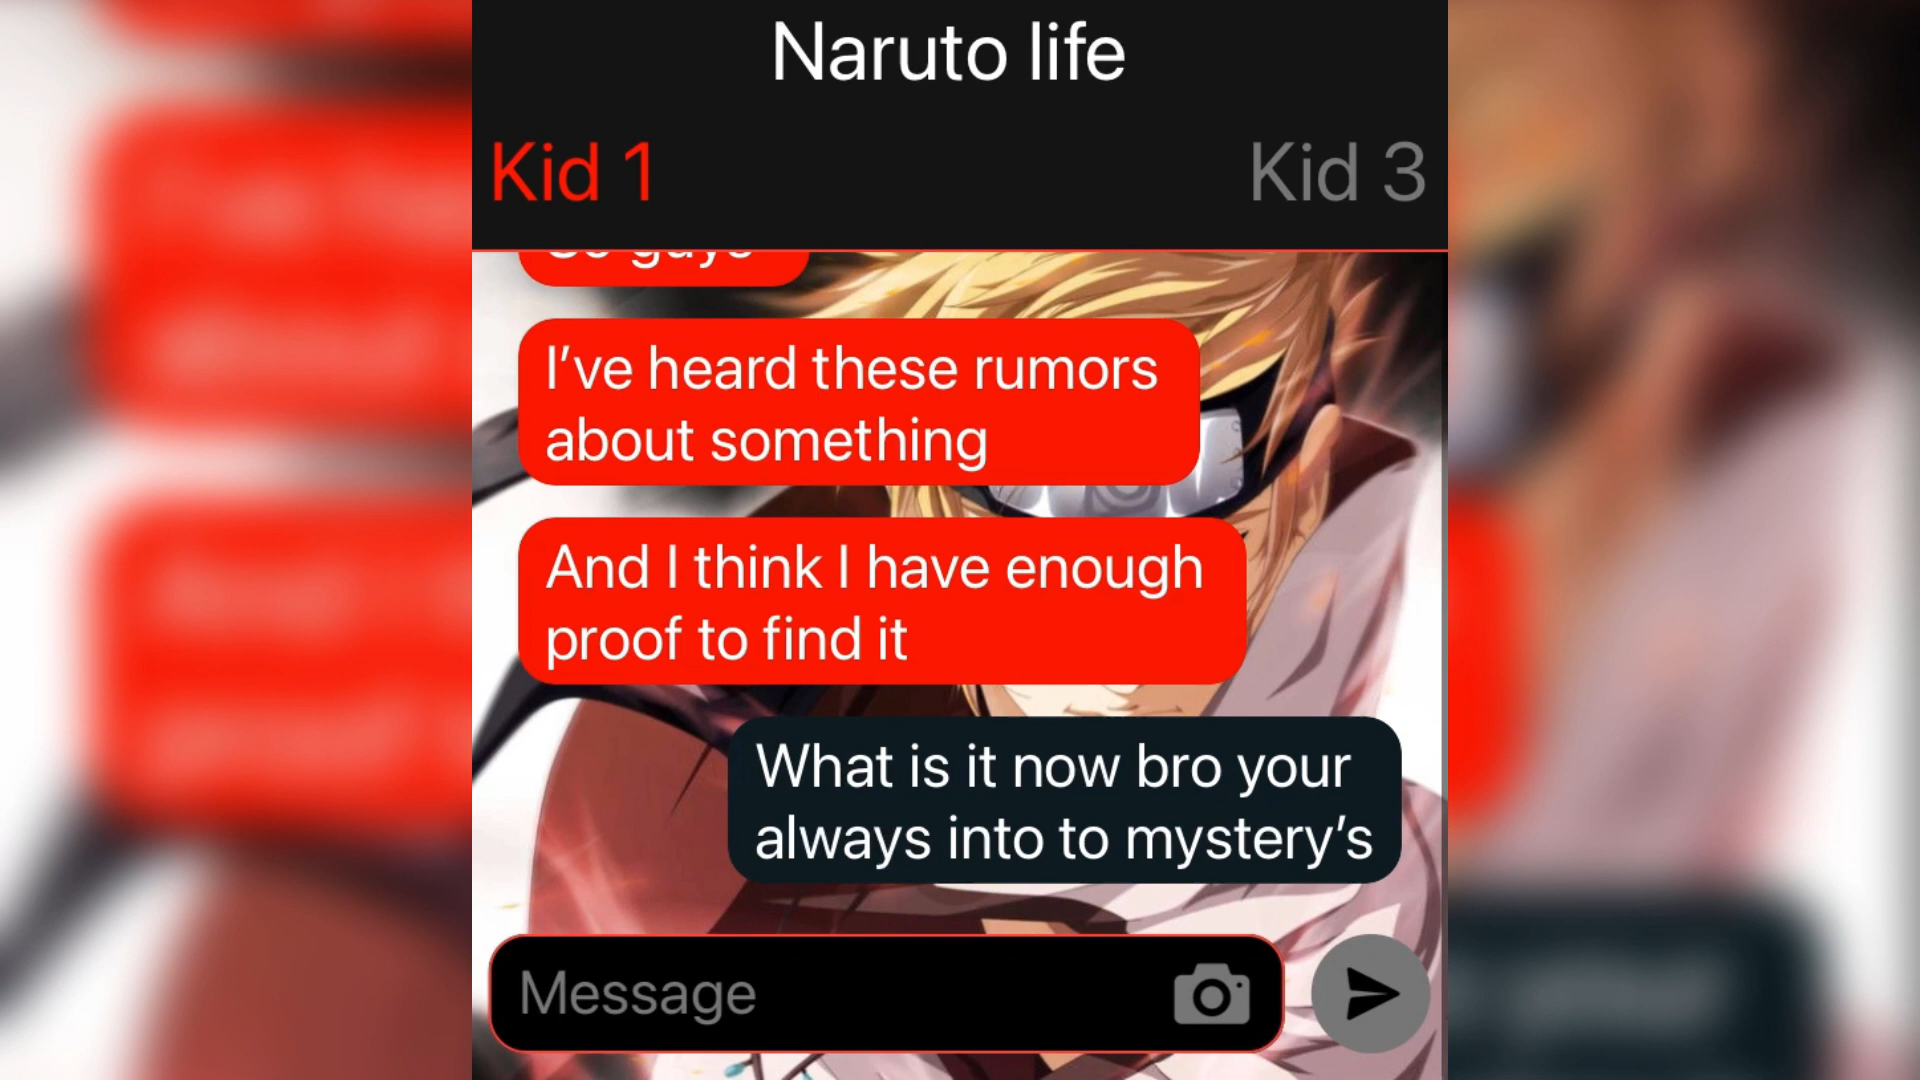 Naruto life
Kid 1
Kid 3
guys
I’ve heard these rumors
about something
And I think I have enough
proof to find it
What is it now bro your
always into to mystery’s
Message